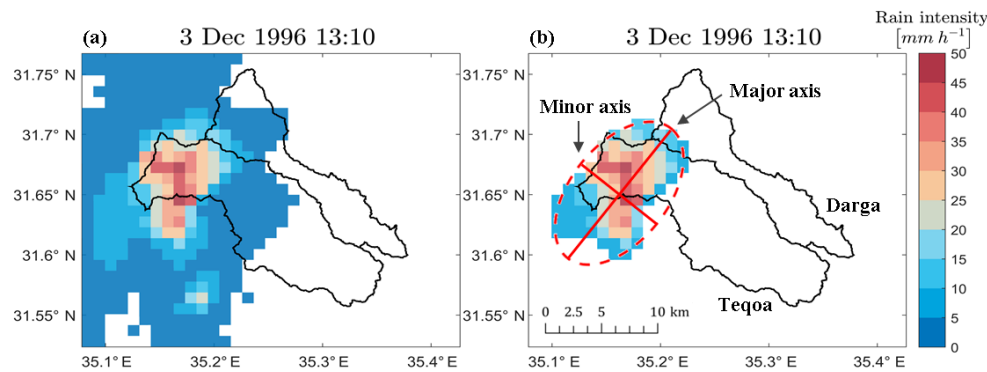 Rain intensity
[mm h⁻¹]
(a) 3 Dec 1996 13:10
(b) 3 Dec 1996 13:10
31.75° N
31.7° N
31.65° N
31.6° N
31.55° N
35.1° E 35.2° E 35.3° E 35.4° E
31.75° N
31.7° N
31.65° N
31.6° N
31.55° N
Major axis
Minor axis
Darga
Teqoa
0 2.5 5 10 km
35.1° E 35.2° E 35.3° E 35.4° E
50
45
40
35
30
25
20
15
10
5
0